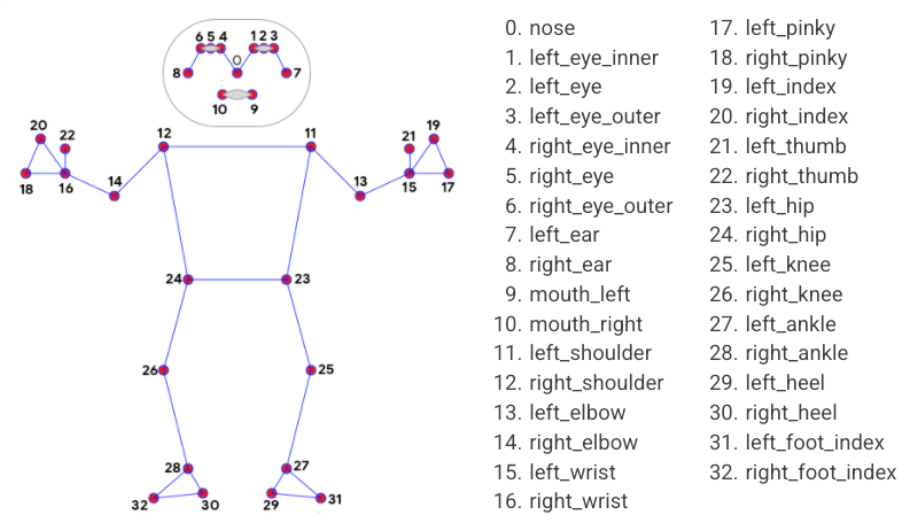 6 5 4 1 2 3
0
8 7
10 9
20 22 12 11 21 19
18 16 14 13 15 17
24 23
26 25
28 27
32 30 29 31
0. nose
1. left_eye_inner
2. left_eye
3. left_eye_outer
4. right_eye_inner
5. right_eye
6. right_eye_outer
7. left_ear
8. right_ear
9. mouth_left
10. mouth_right
11. left_shoulder
12. right_shoulder
13. left_elbow
14. right_elbow
15. left_wrist
16. right_wrist
17. left_pinky
18. right_pinky
19. left_index
20. right_index
21. left_thumb
22. right_thumb
23. left_hip
24. right_hip
25. left_knee
26. right_knee
27. left_ankle
28. right_ankle
29. left_heel
30. right_heel
31. left_foot_index
32. right_foot_index